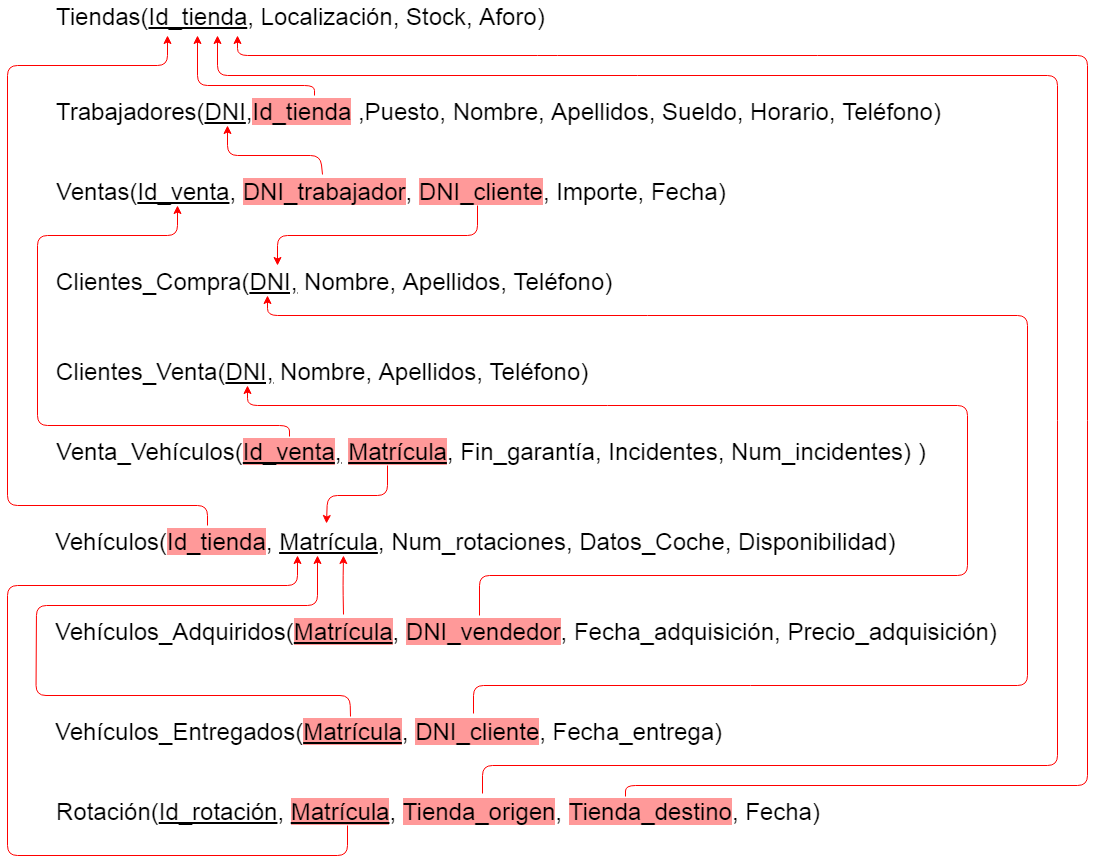 Tiendas(Id_tienda, Localización, Stock, Aforo)
Trabajadores(DNI,Id_tienda ,Puesto, Nombre, Apellidos, Sueldo, Horario, Teléfono)
Ventas(Id_venta, DNI_trabajador, DNI_cliente, Importe, Fecha)
Clientes_Compra(DNI, Nombre, Apellidos, Teléfono)
Clientes_Venta(DNI, Nombre, Apellidos, Teléfono)
Venta_Vehículos(Id_venta, Matrícula, Fin_garantía, Incidentes, Num_incidentes) )
Vehículos(Id_tienda, Matrícula, Num_rotaciones, Datos_Coche, Disponibilidad)
Vehículos_Adquiridos(Matrícula, DNI_vendedor, Fecha_adquisición, Precio_adquisición)
Vehículos_Entregados(Matrícula, DNI_cliente, Fecha_entrega)
Rotación(Id_rotación, Matrícula, Tienda_origen, Tienda_destino, Fecha)